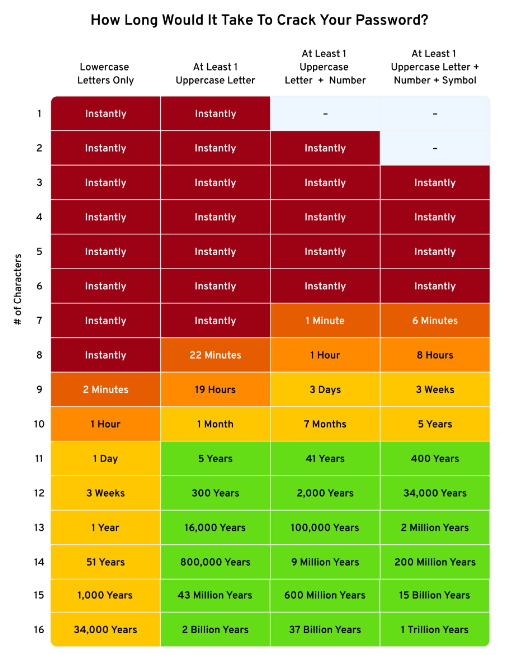 How Long Would It Take To Crack Your Password?
Lowercase
Letters Only
At Least 1
Uppercase Letter
At Least 1
Uppercase
Letter + Number
At Least 1
Uppercase Letter +
Number + Symbol
# of Characters
1 Instantly Instantly - -
2 Instantly Instantly Instantly -
3 Instantly Instantly Instantly Instantly
4 Instantly Instantly Instantly Instantly
5 Instantly Instantly Instantly Instantly
6 Instantly Instantly Instantly Instantly
7 Instantly Instantly 1 Minute 6 Minutes
8 Instantly 22 Minutes 1 Hour 8 Hours
9 2 Minutes 19 Hours 3 Days 3 Weeks
10 1 Hour 1 Month 7 Months 5 Years
11 1 Day 5 Years 41 Years 400 Years
12 3 Weeks 300 Years 2,000 Years 34,000 Years
13 1 Year 16,000 Years 100,000 Years 2 Million Years
14 51 Years 800,000 Years 9 Million Years 200 Million Years
15 1,000 Years 43 Million Years 600 Million Years 15 Billion Years
16 34,000 Years 2 Billion Years 37 Billion Years 1 Trillion Years